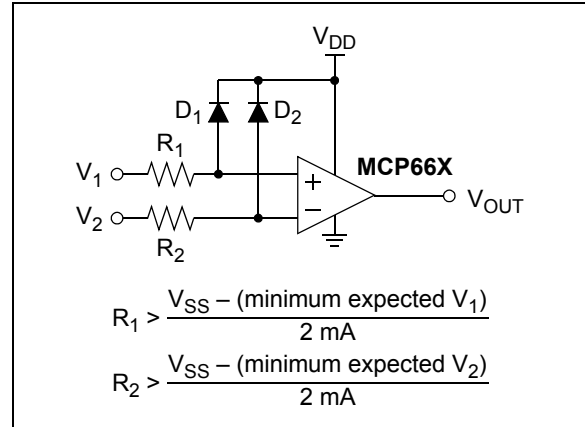 V_DD
D_1 D_2
R_1 MCP66X
V_1 +
V_OUT
V_2 –
R_2
R_1 > V_SS – (minimum expected V_1)
2 mA
R_2 > V_SS – (minimum expected V_2)
2 mA